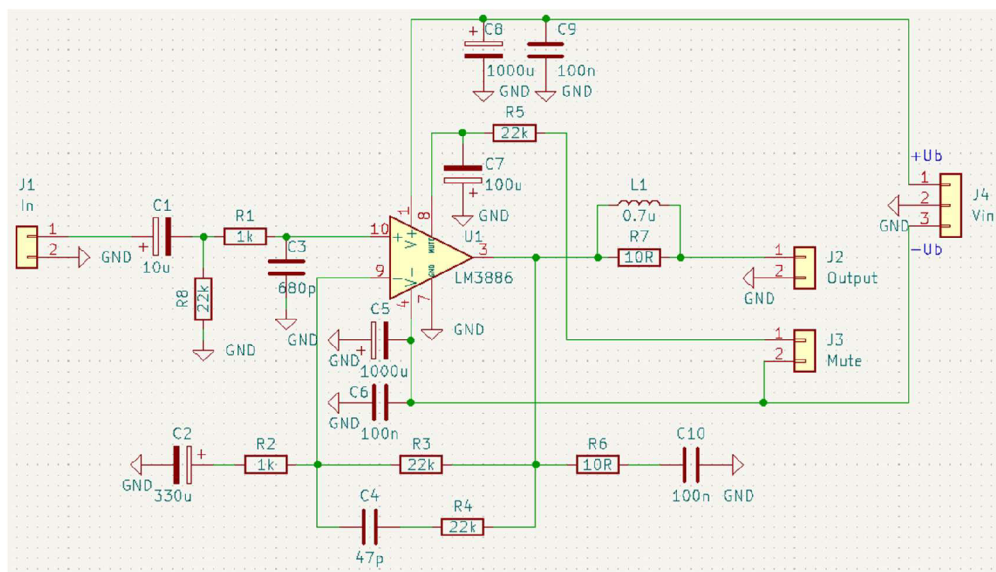 C8
1000u
GND
C9
100n
GND
R5
22k
+Ub
J1
In
1
2
GND
C1
10u
R1
1k
C3
680p
GND
R8
22k
GND
C7
100u
GND
1
8
10
9
V+
MUTE
V-
GND
4
7
U1
3
LM3886
GND
L1
0.7u
R7
10R
1
2
3
J4
Vin
GND
-Ub
1
2
J2
Output
GND
C5
GND
1000u
C6
GND
100n
1
2
J3
Mute
C2
GND
330u
R2
1k
R3
22k
R6
10R
C10
100n
GND
C4
47p
R4
22k